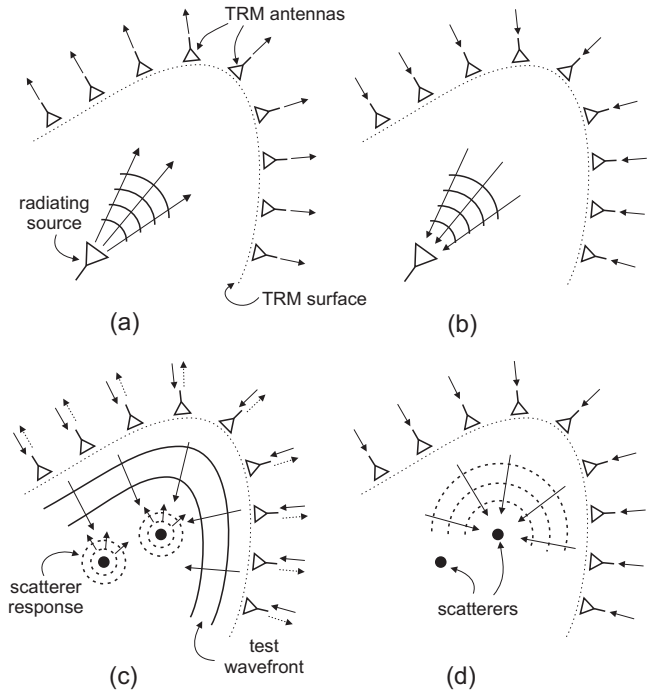 TRM antennas
radiating
source
TRM surface
(a)
(b)
scatterer
response
test
wavefront
scatterers
(c)
(d)